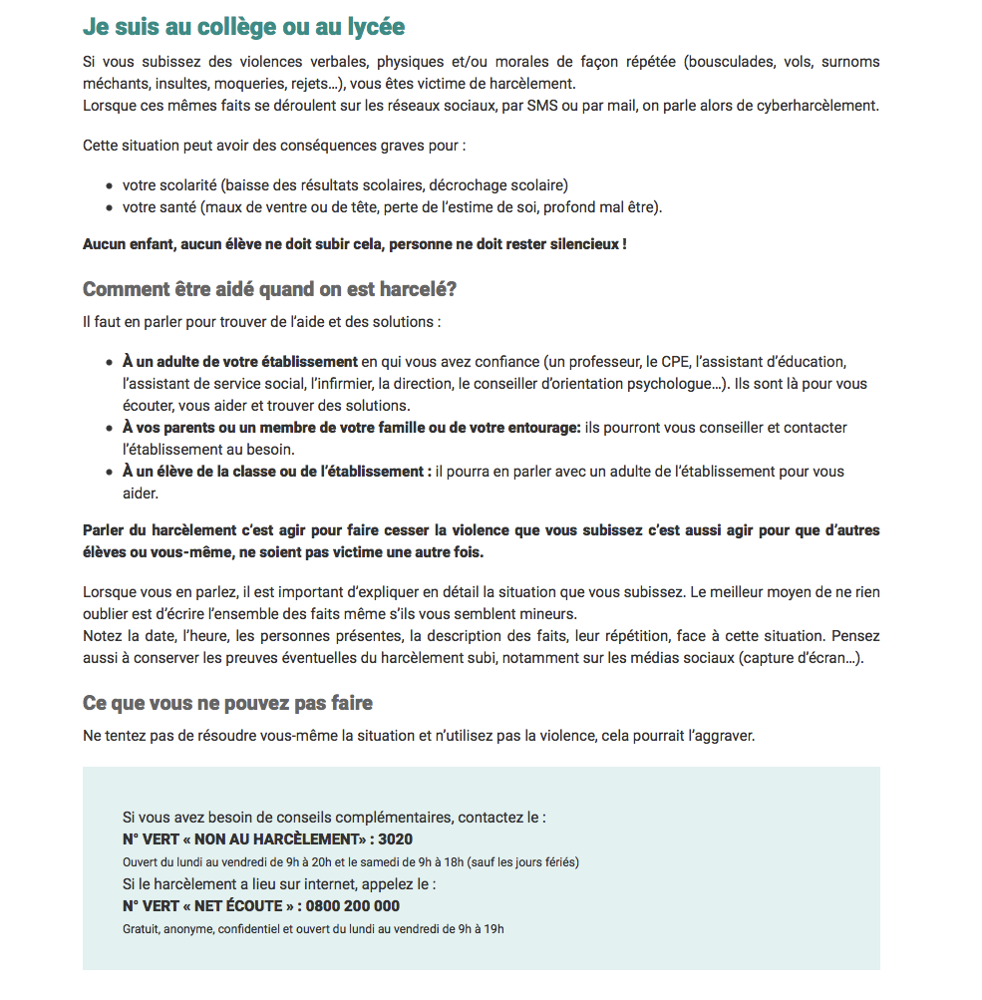 Je suis au collège ou au lycée
Si vous subissez des violences verbales, physiques et/ou morales de façon répétée (bousculades, vols, surnoms
méchants, insultes, moqueries, rejets…), vous êtes victime de harcèlement.
Lorsque ces mêmes faits se déroulent sur les réseaux sociaux, par SMS ou par mail, on parle alors de cyberharcèlement.
Cette situation peut avoir des conséquences graves pour :
• votre scolarité (baisse des résultats scolaires, décrochage scolaire)
• votre santé (maux de ventre ou de tête, perte de l’estime de soi, profond mal être).
Aucun enfant, aucun élève ne doit subir cela, personne ne doit rester silencieux !
Comment être aidé quand on est harcelé?
Il faut en parler pour trouver de l’aide et des solutions :
• À un adulte de votre établissement en qui vous avez confiance (un professeur, le CPE, l’assistant d’éducation,
l’assistant de service social, l’infirmier, la direction, le conseiller d’orientation psychologue…). Ils sont là pour vous
écouter, vous aider et trouver des solutions.
• À vos parents ou un membre de votre famille ou de votre entourage: ils pourront vous conseiller et contacter
l’établissement au besoin.
• À un élève de la classe ou de l’établissement : il pourra en parler avec un adulte de l’établissement pour vous
aider.
Parler du harcèlement c’est agir pour faire cesser la violence que vous subissez c’est aussi agir pour que d’autres
élèves ou vous-même, ne soient pas victime une autre fois.
Lorsque vous en parlez, il est important d’expliquer en détail la situation que vous subissez. Le meilleur moyen de ne rien
oublier est d’écrire l’ensemble des faits même s’ils vous semblent mineurs.
Notez la date, l’heure, les personnes présentes, la description des faits, leur répétition, face à cette situation. Pensez
aussi à conserver les preuves éventuelles du harcèlement subi, notamment sur les médias sociaux (capture d’écran…).
Ce que vous ne pouvez pas faire
Ne tentez pas de résoudre vous-même la situation et n’utilisez pas la violence, cela pourrait l’aggraver.
Si vous avez besoin de conseils complémentaires, contactez le :
N° VERT « NON AU HARCÈLEMENT» : 3020
Ouvert du lundi au vendredi de 9h à 20h et le samedi de 9h à 18h (sauf les jours fériés)
Si le harcèlement a lieu sur internet, appelez le :
N° VERT « NET ÉCOUTE » : 0800 200 000
Gratuit, anonyme, confidentiel et ouvert du lundi au vendredi de 9h à 19h